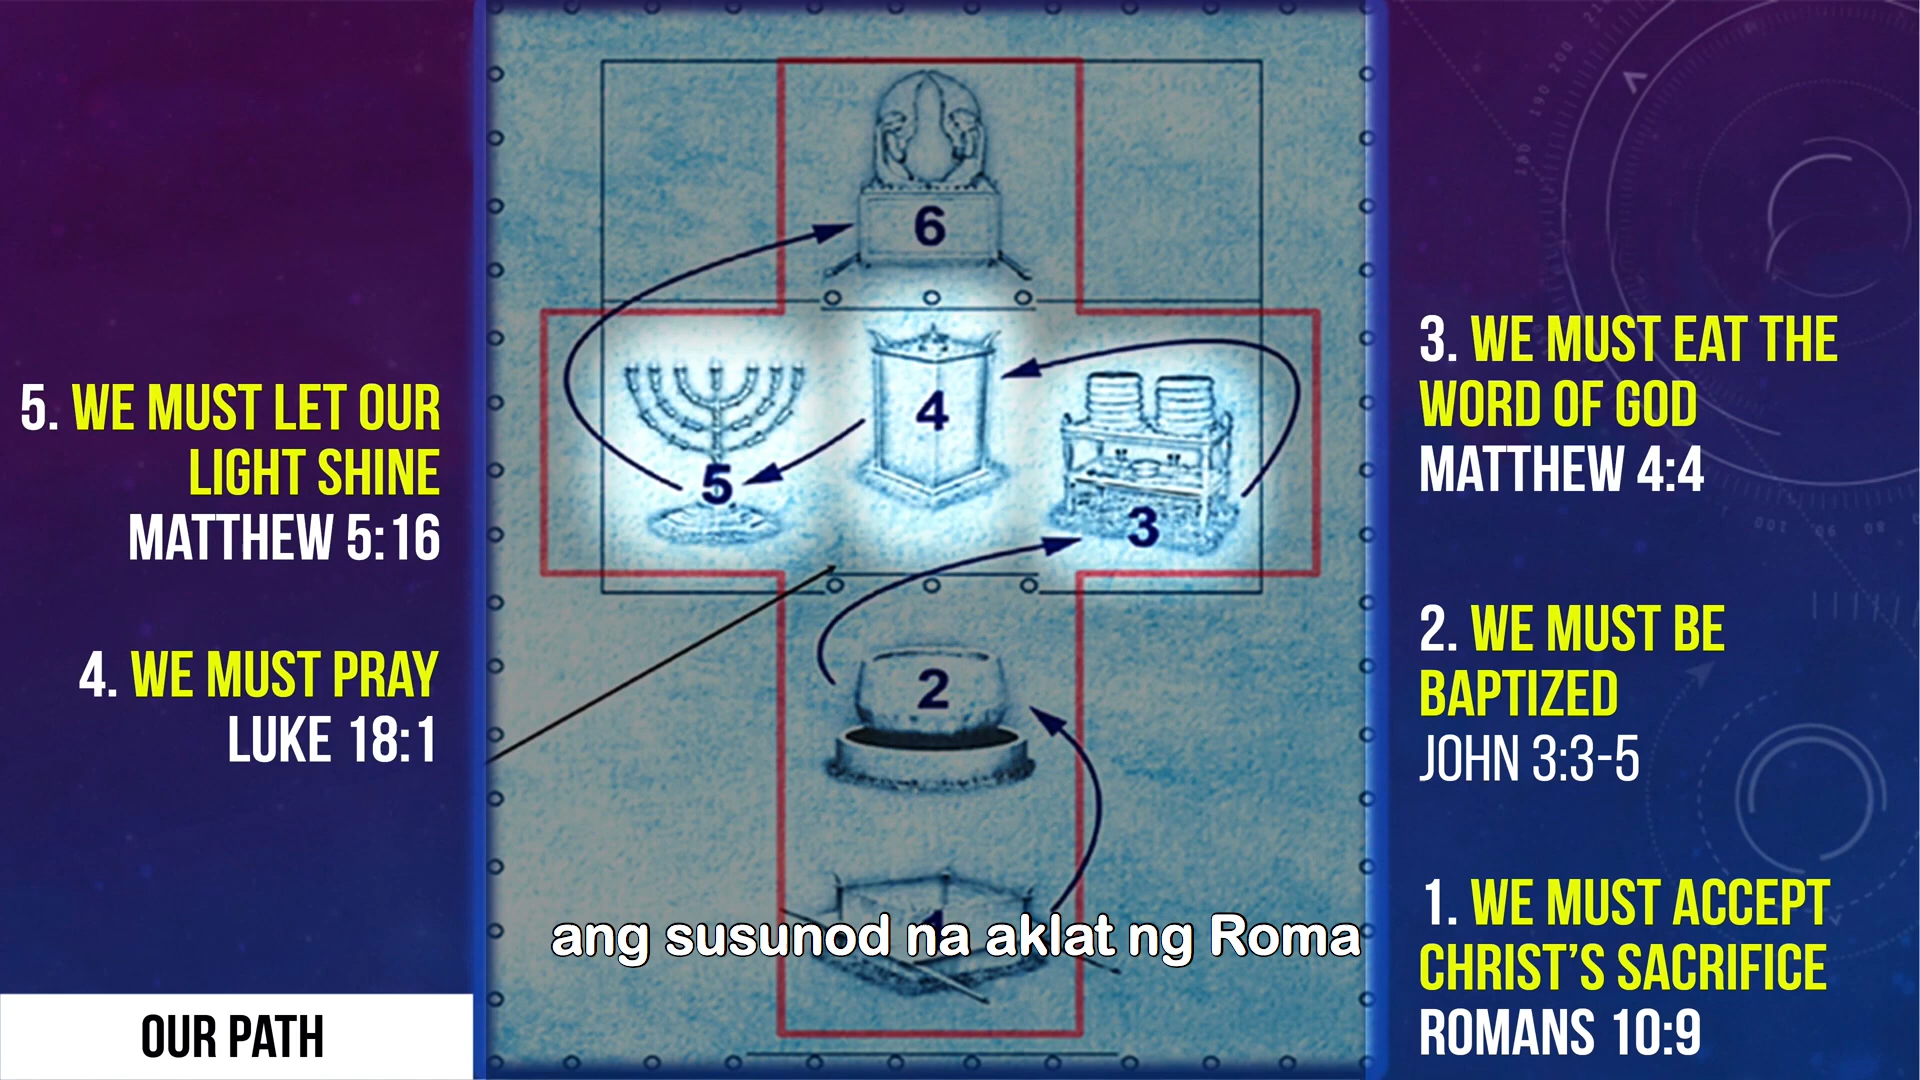 5. WE MUST LET OUR
LIGHT SHINE
MATTHEW 5:16
4. WE MUST PRAY
LUKE 18:1
OUR PATH
6
4
5
3
2
1
ang susunod na aklat ng Roma
3. WE MUST EAT THE
WORD OF GOD
MATTHEW 4:4
2. WE MUST BE
BAPTIZED
JOHN 3:3-5
1. WE MUST ACCEPT
CHRIST'S SACRIFICE
ROMANS 10:9